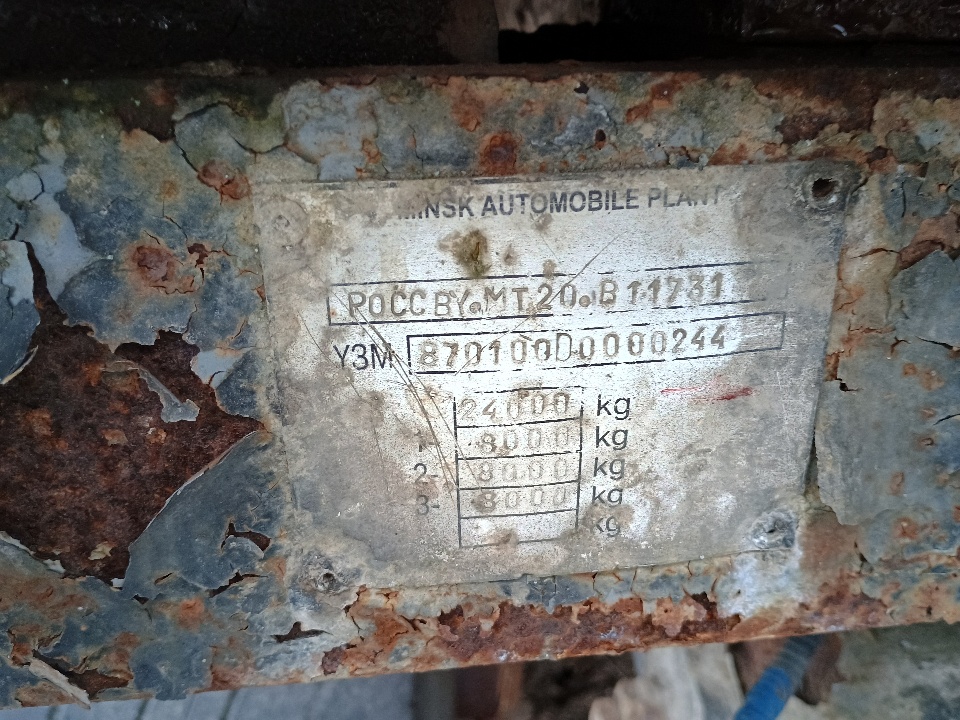 MINSK AUTOMOBILE PLANT
POCC BY.MT20.B11731
Y3M 870100D0000244
24000 kg
1- 8000 kg
2- 8000 kg
3- 8000 kg
kg